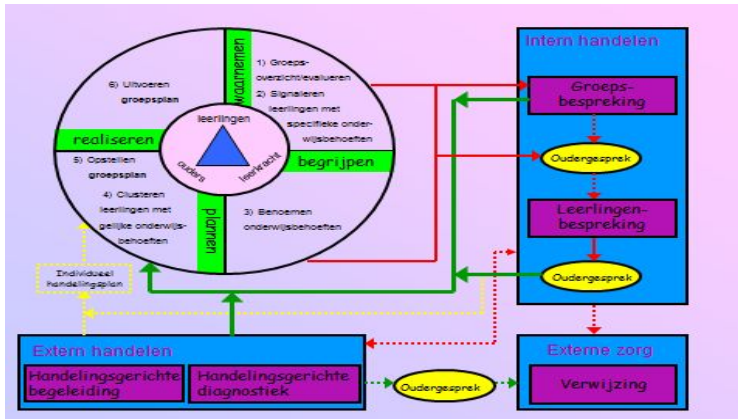 waarnemen
1) Groeps-
overzicht/evalueren
2) Signaleren
leerlingen met
specifieke onder-
wijsbehoeften
begrijpen
3) Benoemen
onderwijsbehoeften
plannen
4) Clusteren
leerlingen met
gelijke onderwijs-
behoeften
5) Opstellen
groepsplan
realiseren
6) Uitvoeren
groepsplan
leerlingen
ouders
leerkracht
Individueel
handelingsplan
Intern handelen
Groeps-
bespreking
Oudergesprek
Leerlingen-
bespreking
Oudergesprek
Extern handelen
Handelingsgerichte
begeleiding
Handelingsgerichte
diagnostiek
Oudergesprek
Externe zorg
Verwijzing